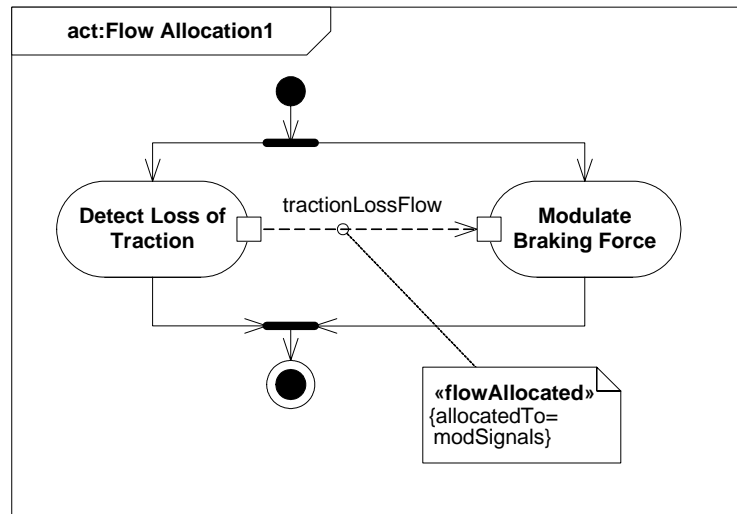 act:Flow Allocation1
Detect Loss of
Traction
tractionLossFlow
Modulate
Braking Force
«flowAllocated»
{allocatedTo=
modSignals}